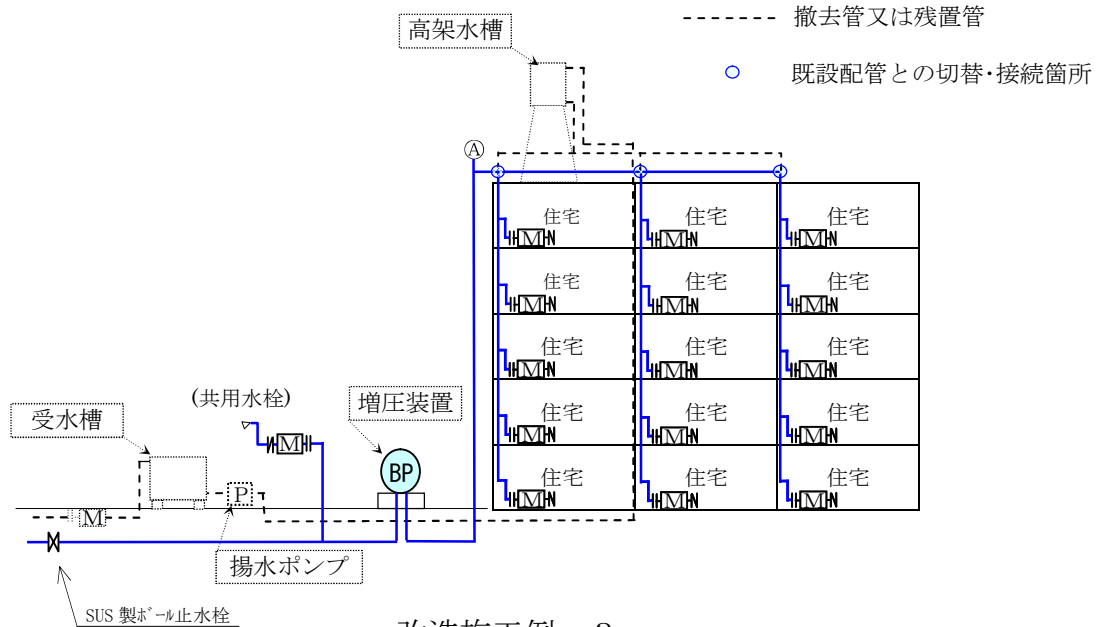 撤去管又は残置管
高架水槽
既設配管との切替・接続箇所
Ⓐ
住宅 住宅 住宅
M M M
住宅 住宅 住宅
M M M
住宅 住宅 住宅
M M M
住宅 住宅 住宅
M M M
住宅 住宅 住宅
M M M
(共用水栓)
増圧装置
受水槽
M
BP
P
M
揚水ポンプ
SUS 製ﾎﾞｰﾙ止水栓